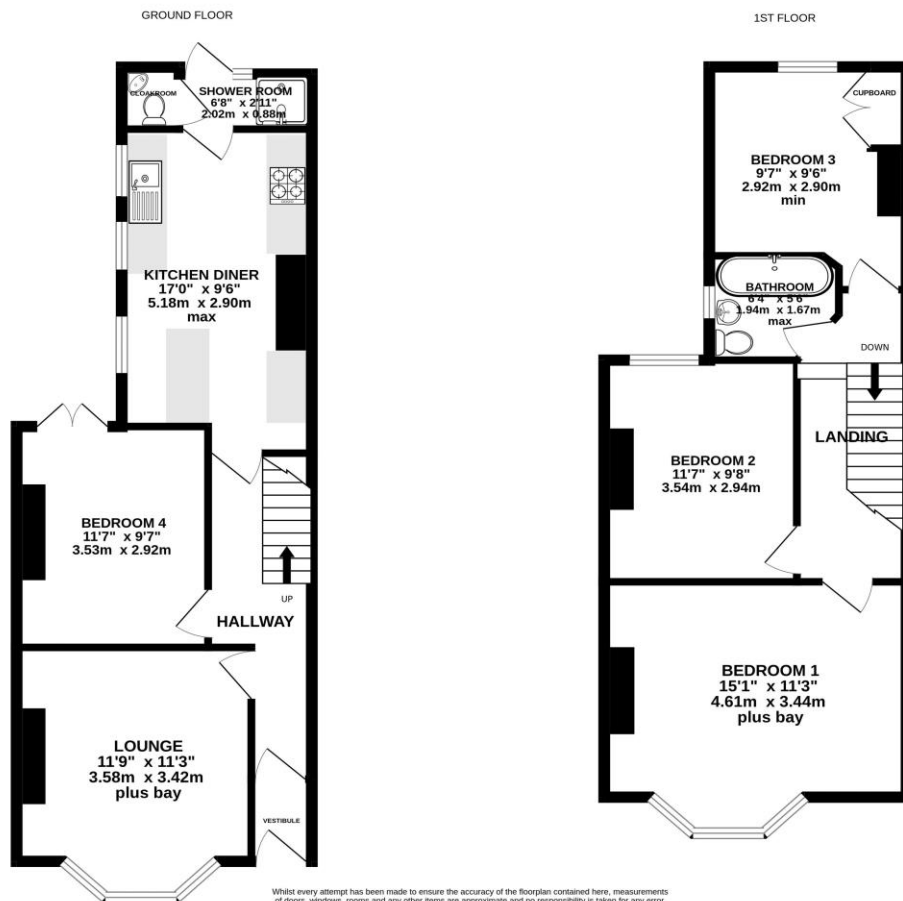 GROUND FLOOR
CLOAKROOM
SHOWER ROOM
6'8" x 2'11"
2.02m x 0.88m
KITCHEN DINER
17'0" x 9'6"
5.18m x 2.90m
max
BEDROOM 4
11'7" x 9'7"
3.53m x 2.92m
UP
HALLWAY
LOUNGE
11'9" x 11'3"
3.58m x 3.42m
plus bay
VESTIBULE
1ST FLOOR
CUPBOARD
BEDROOM 3
9'7" x 9'6"
2.92m x 2.90m
min
BATHROOM
6'4" x 5'6"
1.94m x 1.67m
max
DOWN
LANDING
BEDROOM 2
11'7" x 9'8"
3.54m x 2.94m
BEDROOM 1
15'1" x 11'3"
4.61m x 3.44m
plus bay
Whilst every attempt has been made to ensure the accuracy of the floorplan contained here, measurements
of doors, windows, rooms and any other items are approximate and no responsibility is taken for any error,